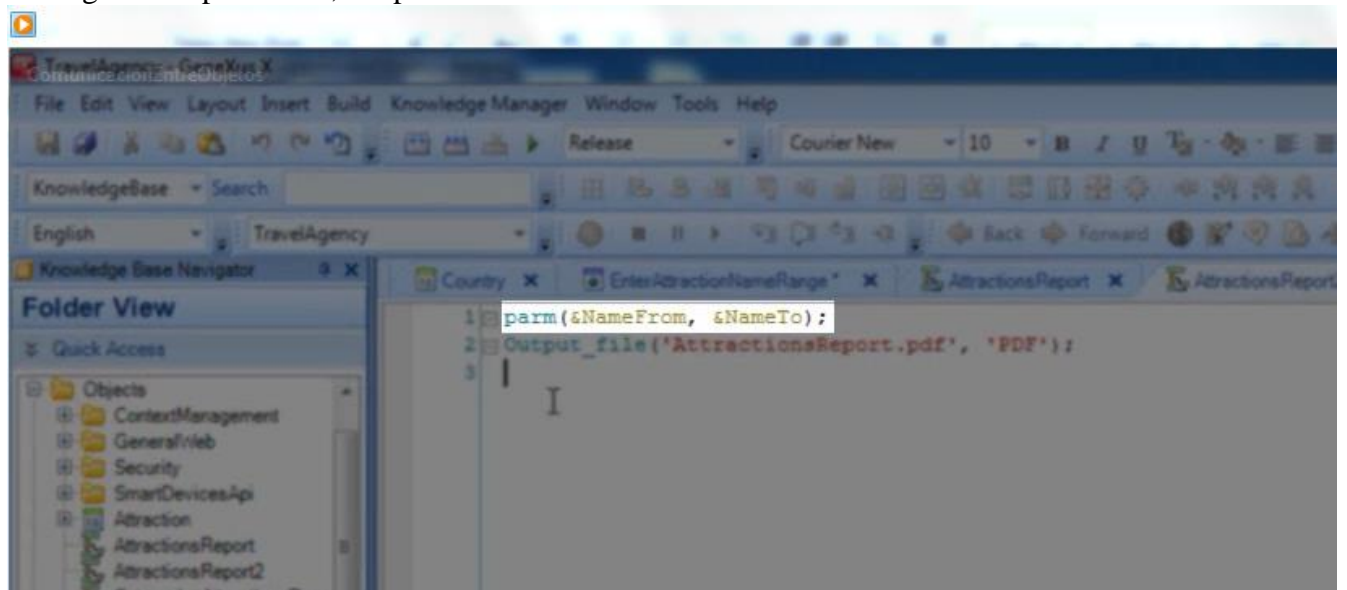 TravelAgency - GeneXus X
ComunicacionEntreObjetos
File Edit View Layout Insert Build Knowledge Manager Window Tools Help
Release Courier New 10 B I U
KnowledgeBase Search
English TravelAgency Back Forward
Knowledge Base Navigator Country EnterAttractionNameRange * AttractionsReport AttractionsReport
Folder View
1 parm(&NameFrom, &NameTo);
Quick Access
2 Output_file('AttractionsReport.pdf', 'PDF');
3
Objects
ContextManagement
GeneralWeb
Security
SmartDevicesApi
Attraction
AttractionsReport
AttractionsReport2